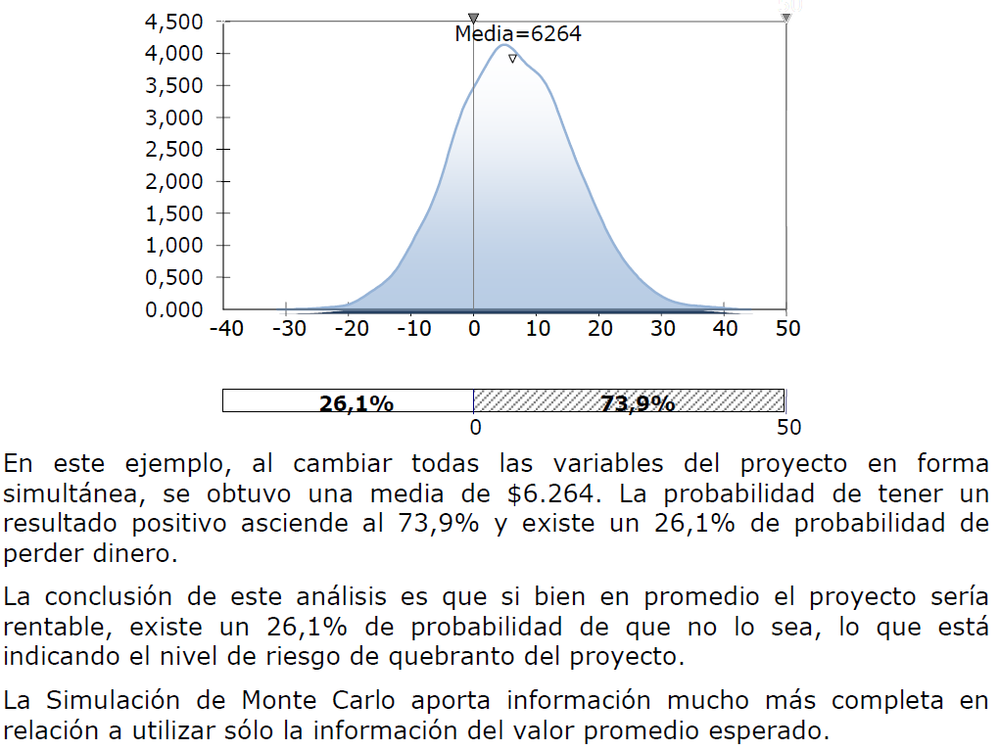 4,500
Media=6264
4,000
3,500
3,000
2,500
2,000
1,500
1,000
0,500
0,000
-40 -30 -20 -10 0 10 20 30 40 50
26,1% 73,9%
0 50
En este ejemplo, al cambiar todas las variables del proyecto en forma
simultánea, se obtuvo una media de $6.264. La probabilidad de tener un
resultado positivo asciende al 73,9% y existe un 26,1% de probabilidad de
perder dinero.
La conclusión de este análisis es que si bien en promedio el proyecto sería
rentable, existe un 26,1% de probabilidad de que no lo sea, lo que está
indicando el nivel de riesgo de quebranto del proyecto.
La Simulación de Monte Carlo aporta información mucho más completa en
relación a utilizar sólo la información del valor promedio esperado.